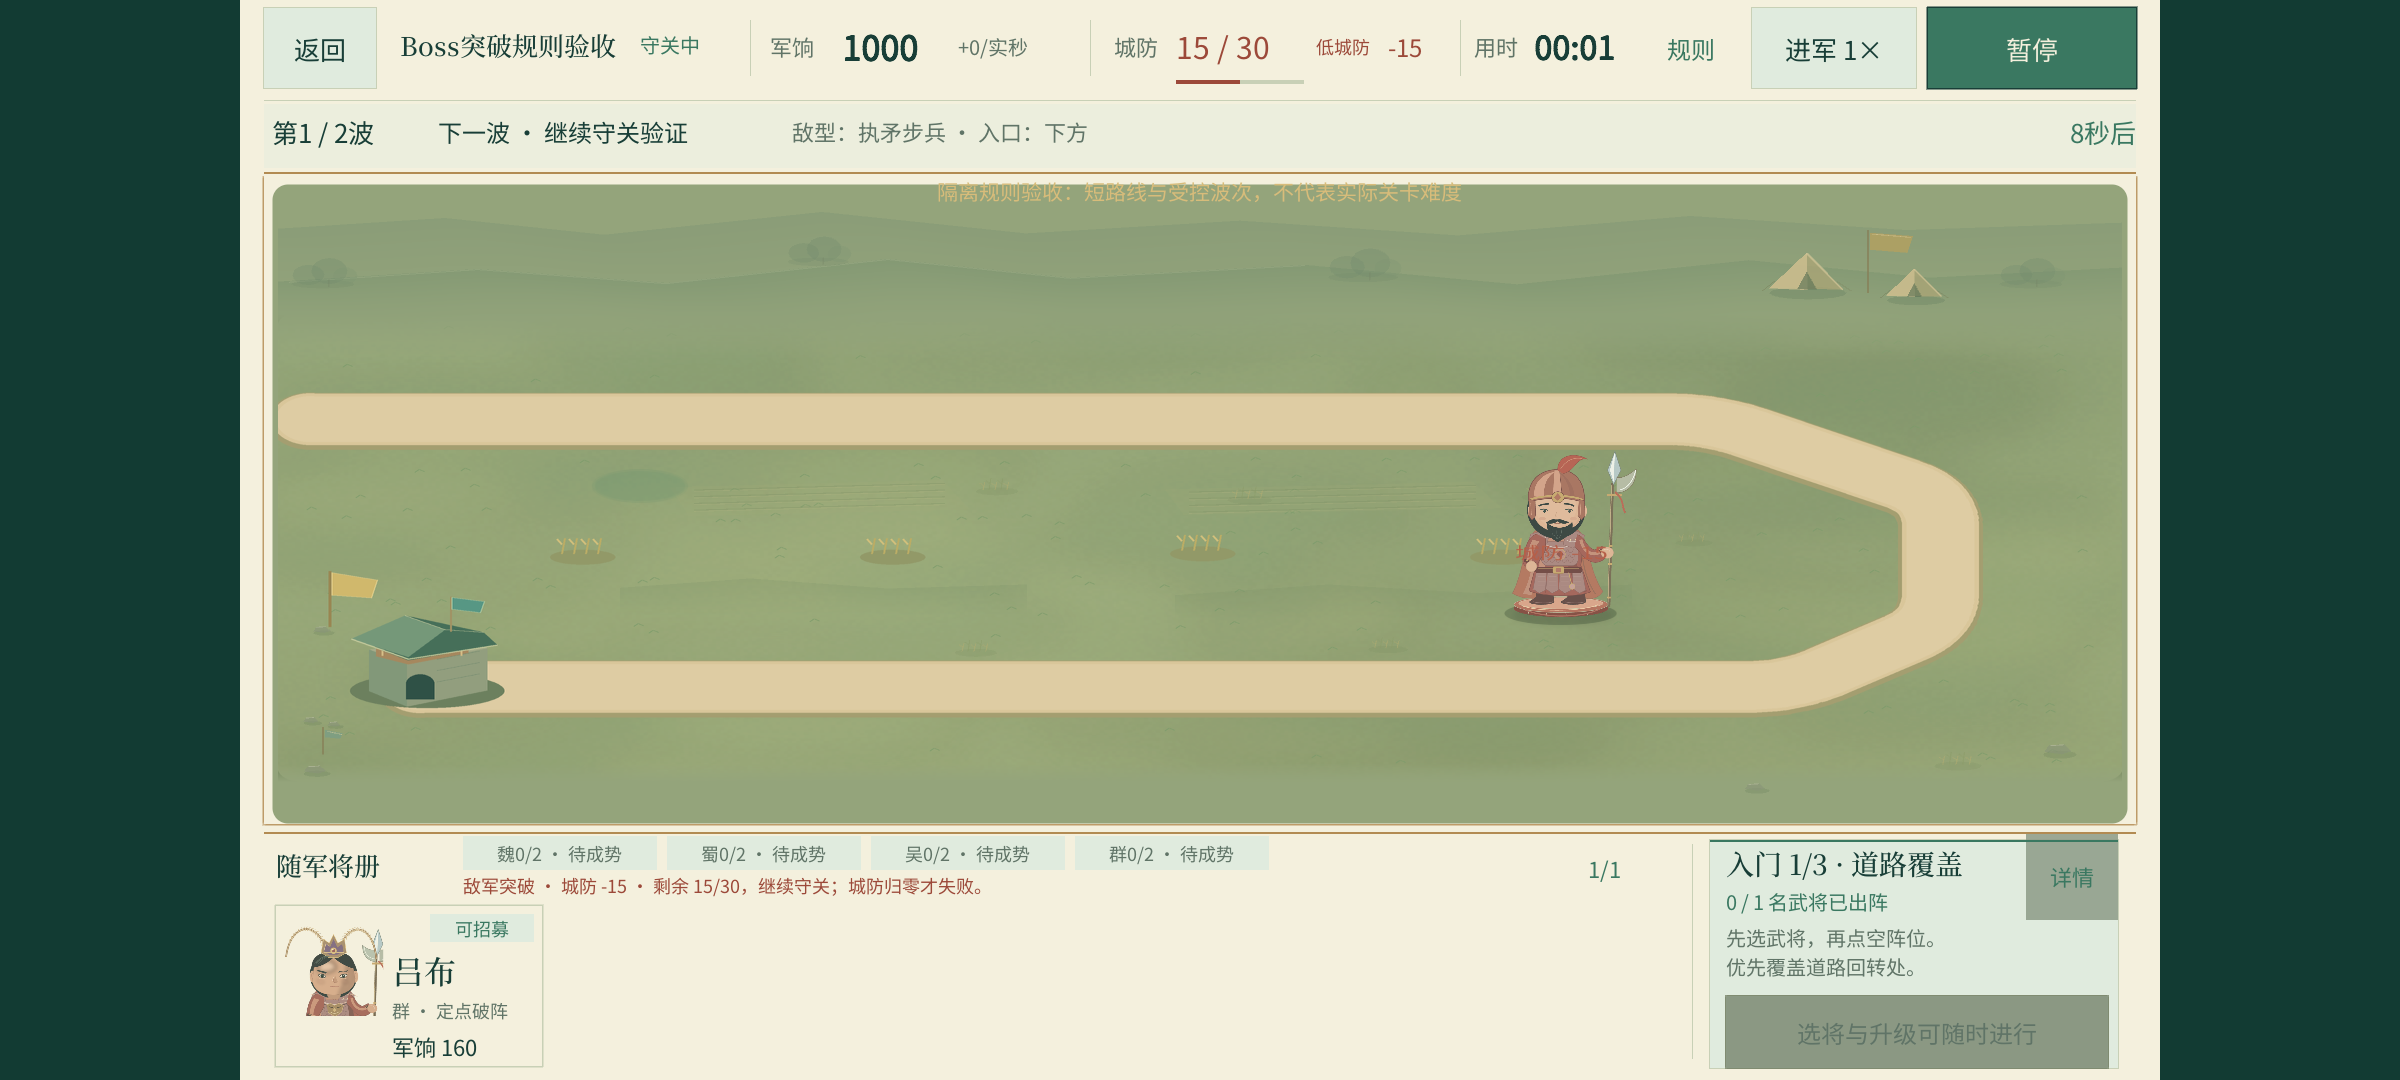 返回
Boss突破规则验收 守关中
军饷 1000 +0/实秒
城防 15 / 30 低城防 -15
用时 00:01 规则
进军 1×
暂停
第1 / 2波 下一波 · 继续守关验证 敌型：执矛步兵 · 入口：下方 8秒后
隔离规则验收：短路线与受控波次，不代表实际关卡难度
随军将册
魏0/2 · 待成势
蜀0/2 · 待成势
吴0/2 · 待成势
群0/2 · 待成势
敌军突破 · 城防 -15 · 剩余 15/30，继续守关；城防归零才失败。
1/1
可招募
吕布
群 · 定点破阵
军饷 160
入门 1/3 · 道路覆盖
详情
0 / 1 名武将已出阵
先选武将，再点空阵位。
优先覆盖道路回转处。
选将与升级可随时进行